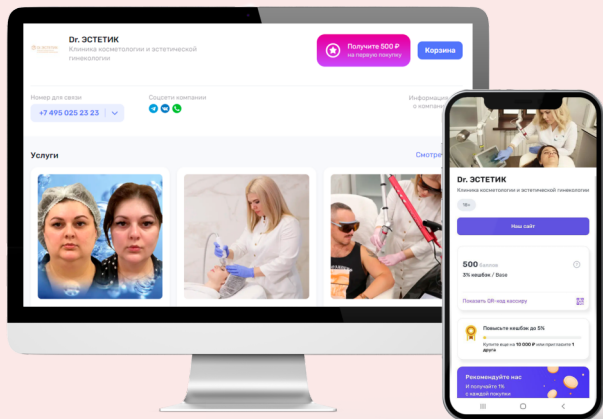 Dr. ЭСТЕТИК
Клиника косметологии и эстетической
гинекологии
Получите 500 ₽
на первую покупку
Корзина
Номер для связи
Соцсети компании
Информация
о компании
+7 495 025 23 23
Услуги
Смотреть
Dr. ЭСТЕТИК
Клиника косметологии и эстетической гинекологии
18+
Наш сайт
500 баллов
3% кешбэк / Base
Показать QR-код кассиру
Повысьте кешбэк до 5%
Купите еще на 10 000 ₽ или пригласите 1
друга
Рекомендуйте нас
И получайте 1%
с каждой покупки